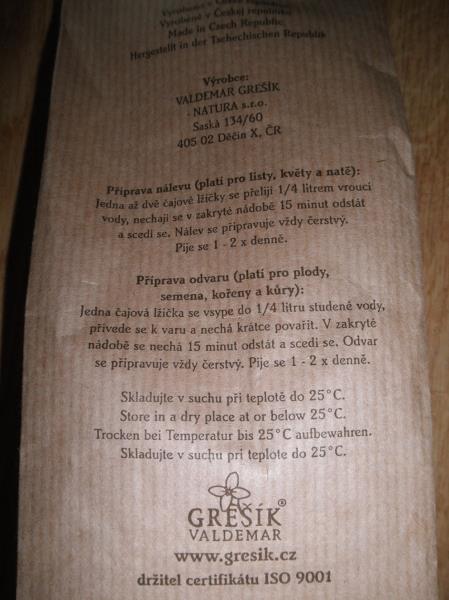 Vyrobené v Českej republike
Made in Czech Republic
Hergestellt in der Tschechischen Republik
Výrobce:
VALDEMAR GREŠÍK
- NATURA s.r.o.
Saská 134/60
405 02 Děčín X, ČR
Příprava nálevu (platí pro listy, květy a natě):
Jedna až dvě čajové lžičky se přelijí 1/4 litrem vroucí
vody, nechají se v zakryté nádobě 15 minut odstát
a scedí se. Nálev se připravuje vždy čerstvý.
Pije se 1 - 2 x denně.
Příprava odvaru (platí pro plody,
semena, kořeny a kůry):
Jedna čajová lžička se vsype do 1/4 litru studené vody,
přivede se k varu a nechá krátce povařit. V zakryté
nádobě se nechá 15 minut odstát a scedí se. Odvar
se připravuje vždy čerstvý. Pije se 1 - 2 x denně.
Skladujte v suchu při teplotě do 25°C.
Store in a dry place at or below 25°C.
Trocken bei Temperatur bis 25°C aufbewahren.
Skladujte v suchu pri teplote do 25°C.
GREŠÍK®
VALDEMAR
www.gresik.cz
držitel certifikátu ISO 9001